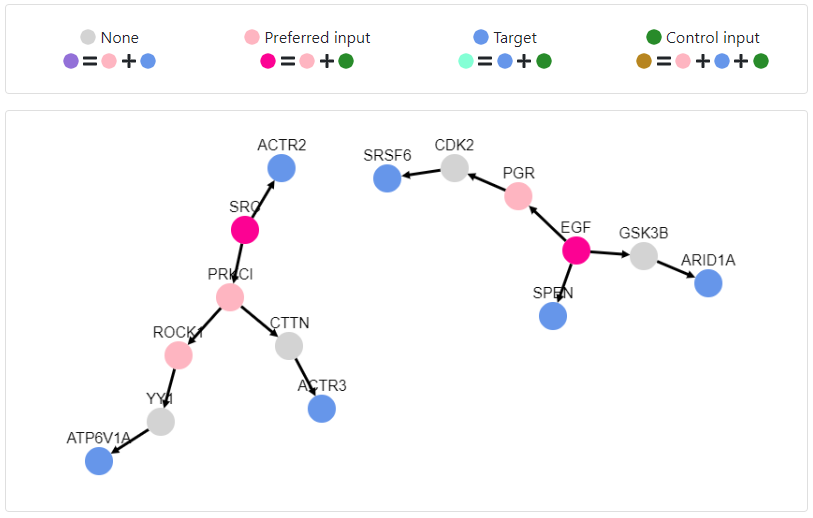 None Preferred input Target Control input
= + = + = + = + +
ACTR2
SRSF6
CDK2
PGR
SRC
EGF
GSK3B
ARID1A
PRKCI
SPEN
ROCK1
CTTN
ACTR3
YY1
ATP6V1A